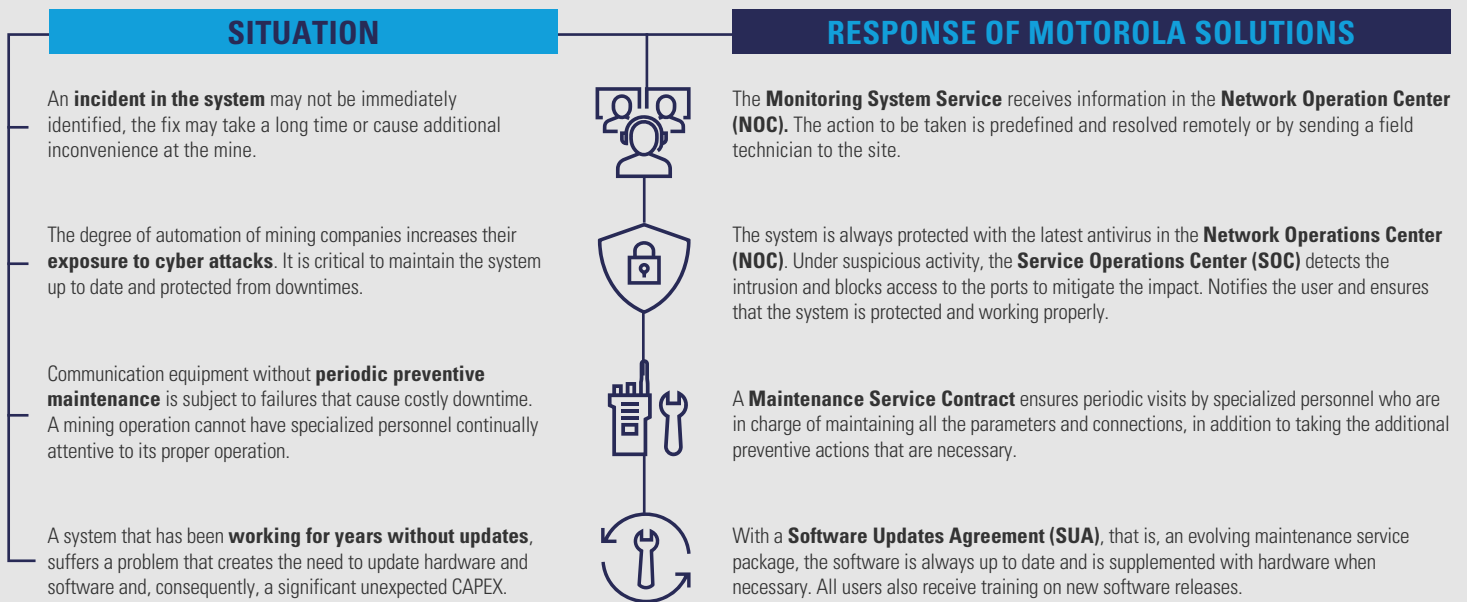 SITUATION
RESPONSE OF MOTOROLA SOLUTIONS
An incident in the system may not be immediately
identified, the fix may take a long time or cause additional
inconvenience at the mine.
The Monitoring System Service receives information in the Network Operation Center
(NOC). The action to be taken is predefined and resolved remotely or by sending a field
technician to the site.
The degree of automation of mining companies increases their
exposure to cyber attacks. It is critical to maintain the system
up to date and protected from downtimes.
The system is always protected with the latest antivirus in the Network Operations Center
(NOC). Under suspicious activity, the Service Operations Center (SOC) detects the
intrusion and blocks access to the ports to mitigate the impact. Notifies the user and ensures
that the system is protected and working properly.
Communication equipment without periodic preventive
maintenance is subject to failures that cause costly downtime.
A mining operation cannot have specialized personnel continually
attentive to its proper operation.
A Maintenance Service Contract ensures periodic visits by specialized personnel who are
in charge of maintaining all the parameters and connections, in addition to taking the additional
preventive actions that are necessary.
A system that has been working for years without updates,
suffers a problem that creates the need to update hardware and
software and, consequently, a significant unexpected CAPEX.
With a Software Updates Agreement (SUA), that is, an evolving maintenance service
package, the software is always up to date and is supplemented with hardware when
necessary. All users also receive training on new software releases.